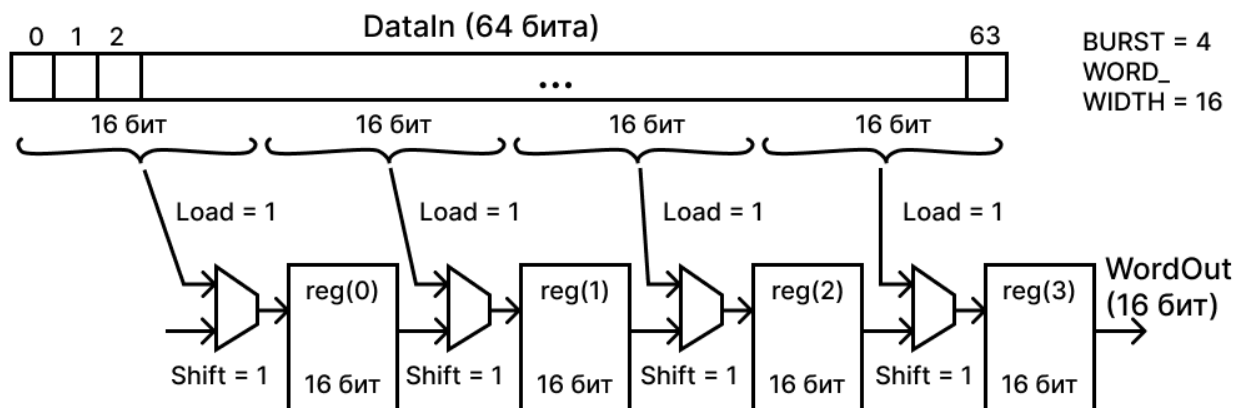 DataIn (64 бита)
0 1 2 ... 63
BURST = 4
WORD_
WIDTH = 16
16 бит 16 бит 16 бит 16 бит
Load = 1 Load = 1 Load = 1 Load = 1
reg(0) reg(1) reg(2) reg(3)
WordOut
(16 бит)
Shift = 1 Shift = 1 Shift = 1 Shift = 1
16 бит 16 бит 16 бит 16 бит